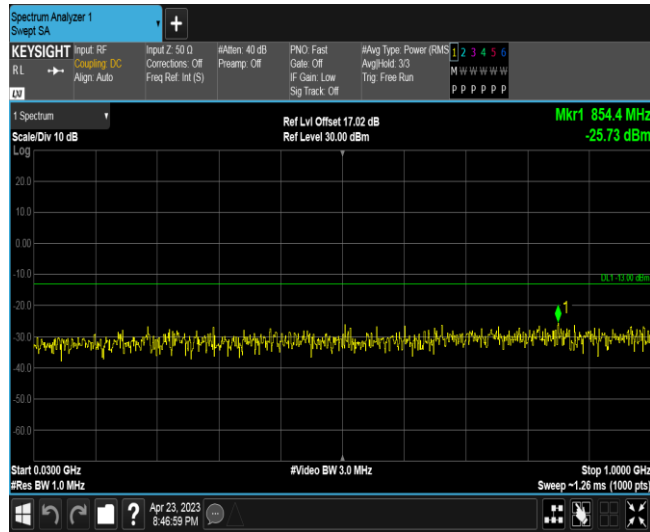 Spectrum Analyzer 1
Swept SA
+
KEYSIGHT
RL
LXI
Input: RF
Coupling: DC
Align: Auto
Input Z: 50 Ω
Corrections: Off
Freq Ref: Int (S)
#Atten: 40 dB
Preamp: Off
PNO: Fast
Gate: Off
IF Gain: Low
Sig Track: Off
#Avg Type: Power (RMS
Avg|Hold: 3/3
Trig: Free Run
1 2 3 4 5 6
M W W W W W
P P P P P P
1 Spectrum
Scale/Div 10 dB
Ref Lvl Offset 17.02 dB
Ref Level 30.00 dBm
Mkr1 854.4 MHz
-25.73 dBm
Log
20.0
10.0
0.00
-10.0
DL1 -13.00 dBm
-20.0
1
-30.0
-40.0
-50.0
-60.0
Start 0.0300 GHz
#Res BW 1.0 MHz
#Video BW 3.0 MHz
Stop 1.0000 GHz
Sweep ~1.26 ms (1000 pts)
?
Apr 23, 2023
8:46:59 PM